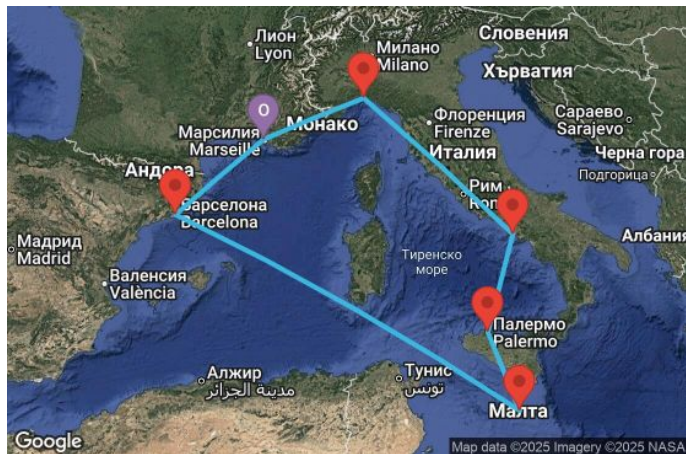 Словения
Лион
Lyon
Милано
Milano
Хърватия
О
Монако
Флоренция
Firenze
Сараево
Sarajevo
Марсилия
Marseille
Италия
Черна гора
Андора
Подгорица
Рим
Барселона
Barcelona
Мадрид
Madrid
Албания
Тиренско
море
Валенсия
València
Палермо
Palermo
Алжир
مدينة الجزائر
Тунис
تونس
Малта
Google
Map data ©2025 Imagery ©2025 NASA